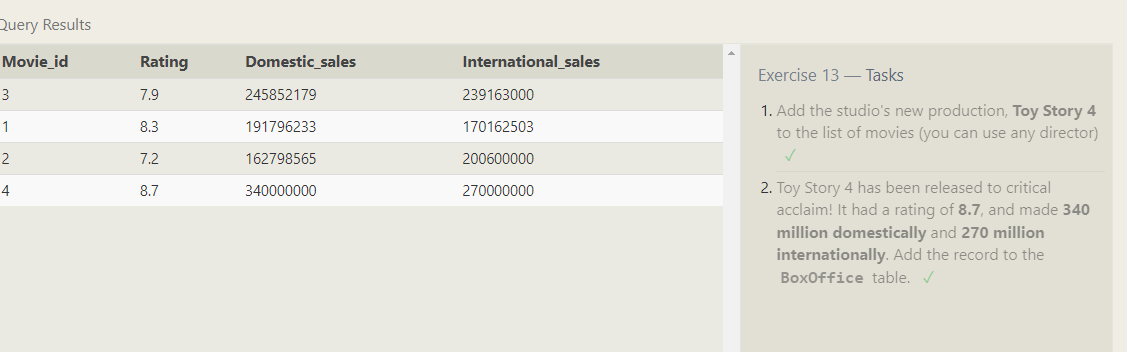 Query Results
Movie_id Rating Domestic_sales International_sales
3 7.9 245852179 239163000
1 8.3 191796233 170162503
2 7.2 162798565 200600000
4 8.7 340000000 270000000
Exercise 13 — Tasks
1. Add the studio's new production, Toy Story 4
to the list of movies (you can use any director)
✓
2. Toy Story 4 has been released to critical
acclaim! It had a rating of 8.7, and made 340
million domestically and 270 million
internationally. Add the record to the
BoxOffice table. ✓